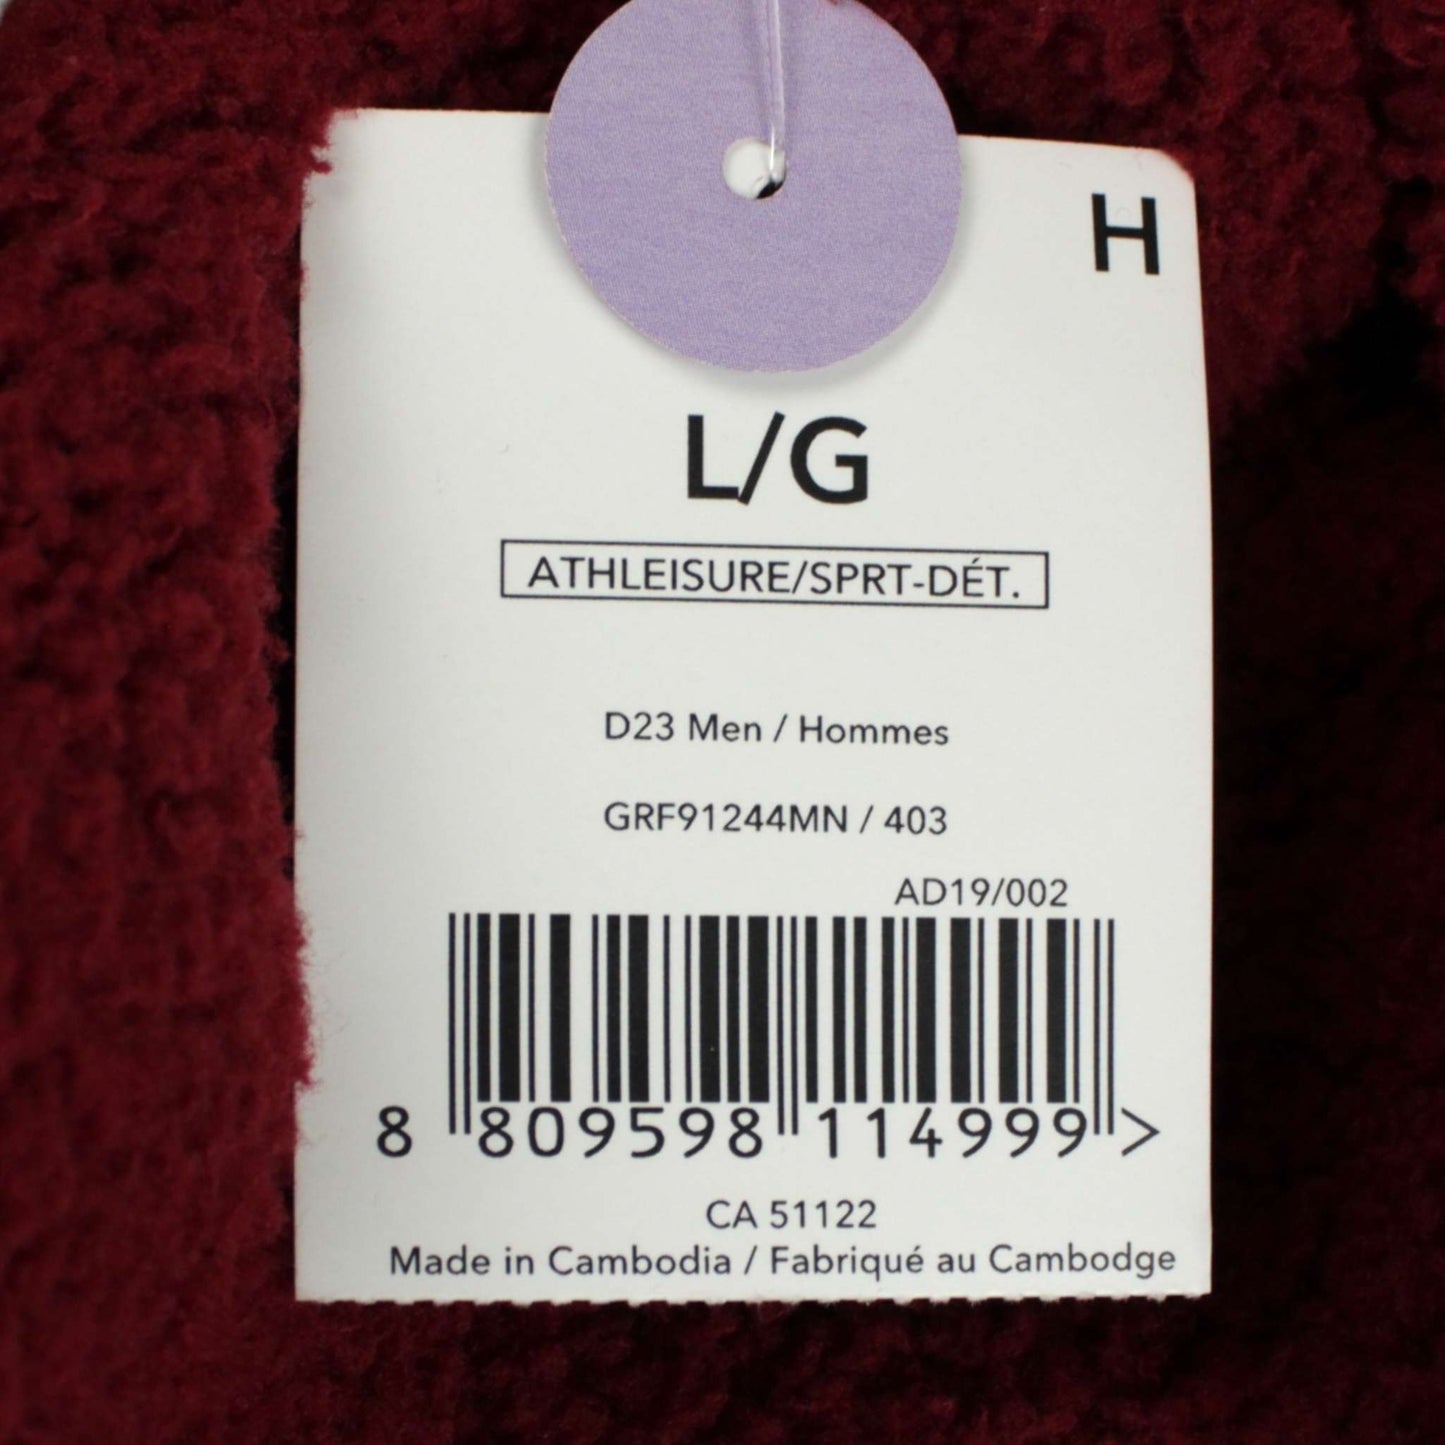 H
L/G
ATHLEISURE/SPRT-DÉT.
D23 Men / Hommes
GRF91244MN / 403
AD19/002
8 809598 114999 >
CA 51122
Made in Cambodia / Fabriqué au Cambodge